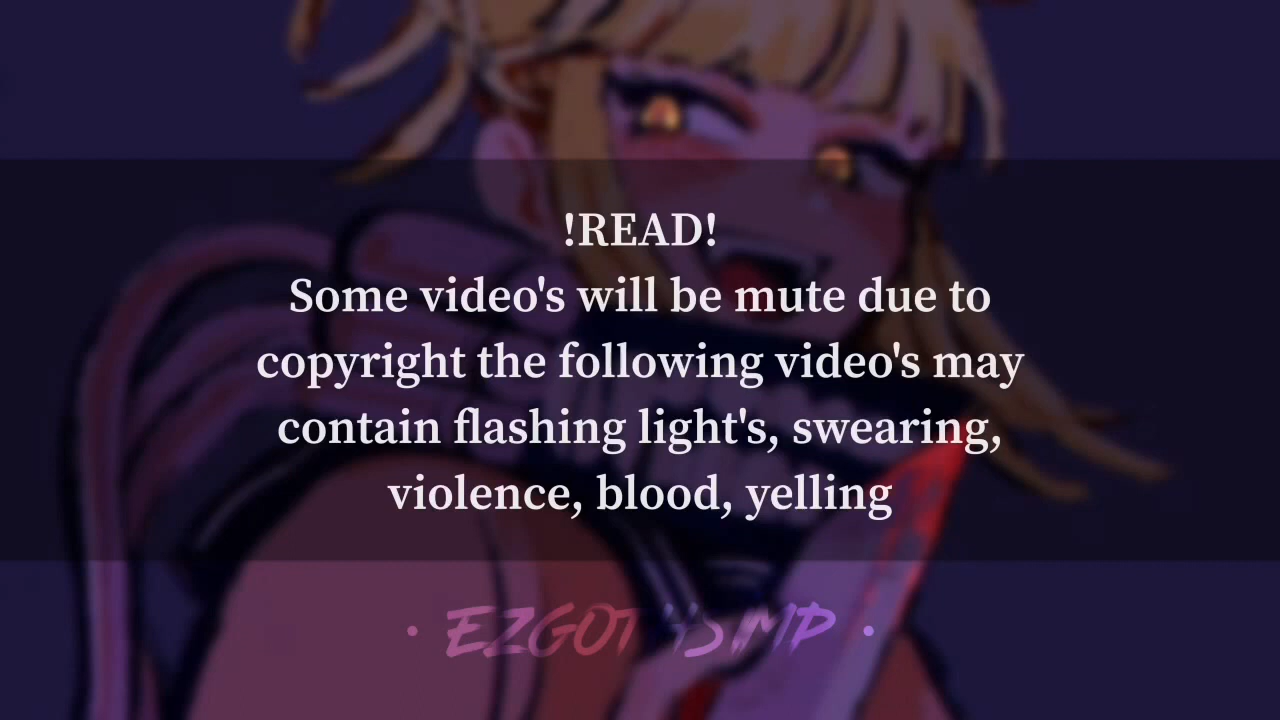 !READ!
Some video's will be mute due to
copyright the following video's may
contain flashing light's, swearing,
violence, blood, yelling